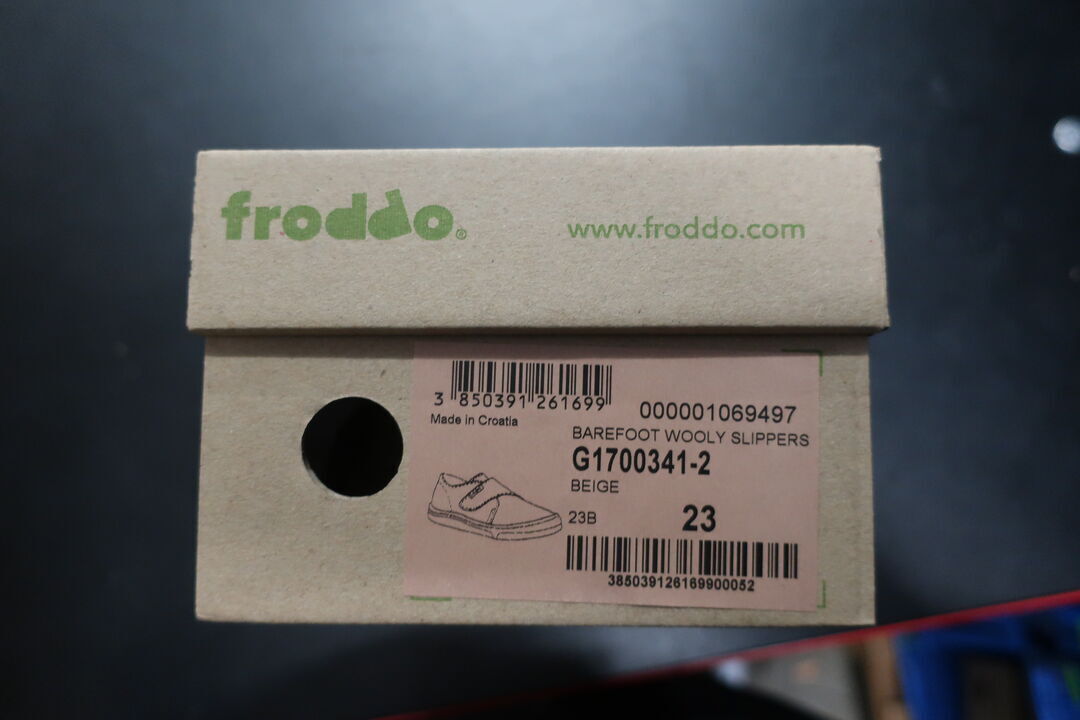 froddo®
www.froddo.com
3 850391 261699
Made in Croatia
000001069497
BAREFOOT WOOLY SLIPPERS
G1700341-2
BEIGE
23B 23
385039126169900052